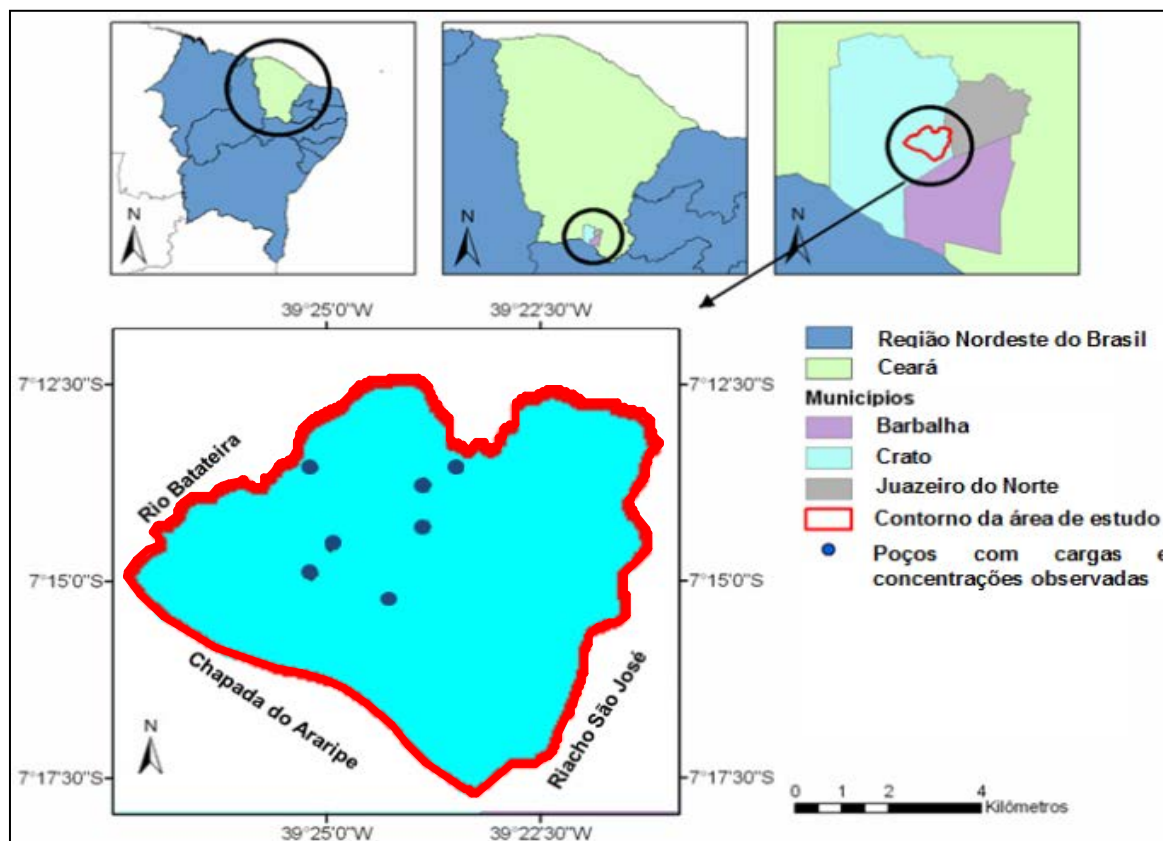 N
N
N
39°25'0"W
39°22'30"W
7°12'30"S
7°12'30"S
Rio Batateira
7°15'0"S
7°15'0"S
Chapada do Araripe
Riacho São José
N
7°17'30"S
7°17'30"S
39°25'0"W
39°22'30"W
Região Nordeste do Brasil
Ceará
Municípios
Barbalha
Crato
Juazeiro do Norte
Contorno da área de estudo
Poços com cargas e
concentrações observadas
0 1 2 4
Kilômetros